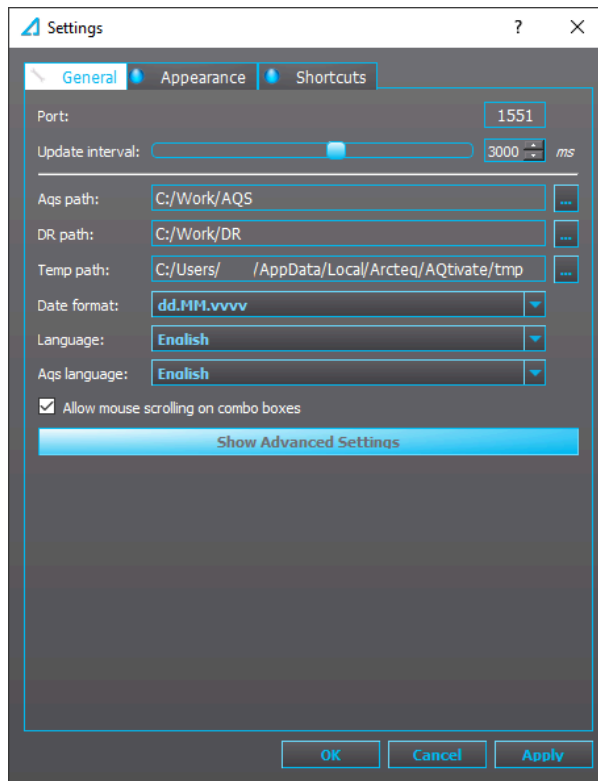 Settings ?
General Appearance Shortcuts
Port: 1551
Update interval: 3000 ms
Aqs path: C:/Work/AQS ...
DR path: C:/Work/DR ...
Temp path: C:/Users/ /AppData/Local/Arcteq/AQtivate/tmp ...
Date format: dd.MM.yyyy
Language: English
Aqs language: English
Allow mouse scrolling on combo boxes
Show Advanced Settings
OK Cancel Apply